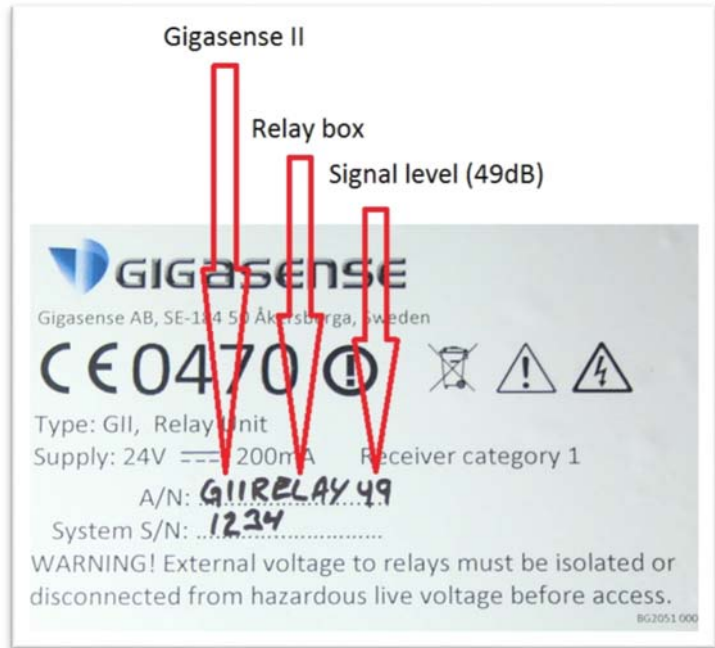 Gigasense II
Relay box
Signal level (49dB)
GIGASENSE
Gigasense AB, SE-184 50 Åkersberga, Sweden
CE0470
Type: GII, Relay Unit
Supply: 24V 200mA Receiver category 1
A/N: GIIRELAY49
System S/N: 1234
WARNING! External voltage to relays must be isolated or
disconnected from hazardous live voltage before access.
BG2051 000